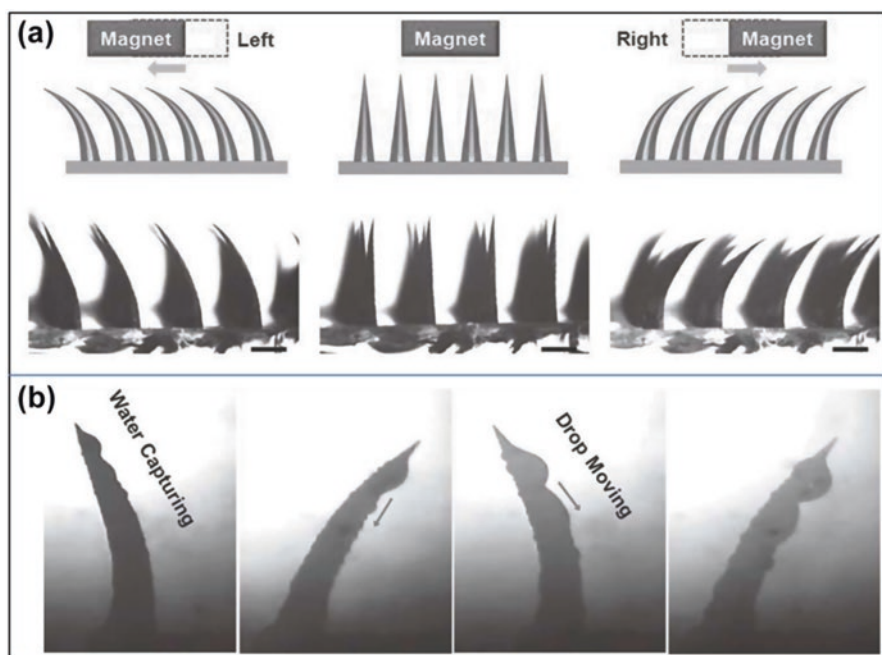 (a)
Magnet
Left
Magnet
Right
Magnet
(b)
Water Capturing
Drop Moving